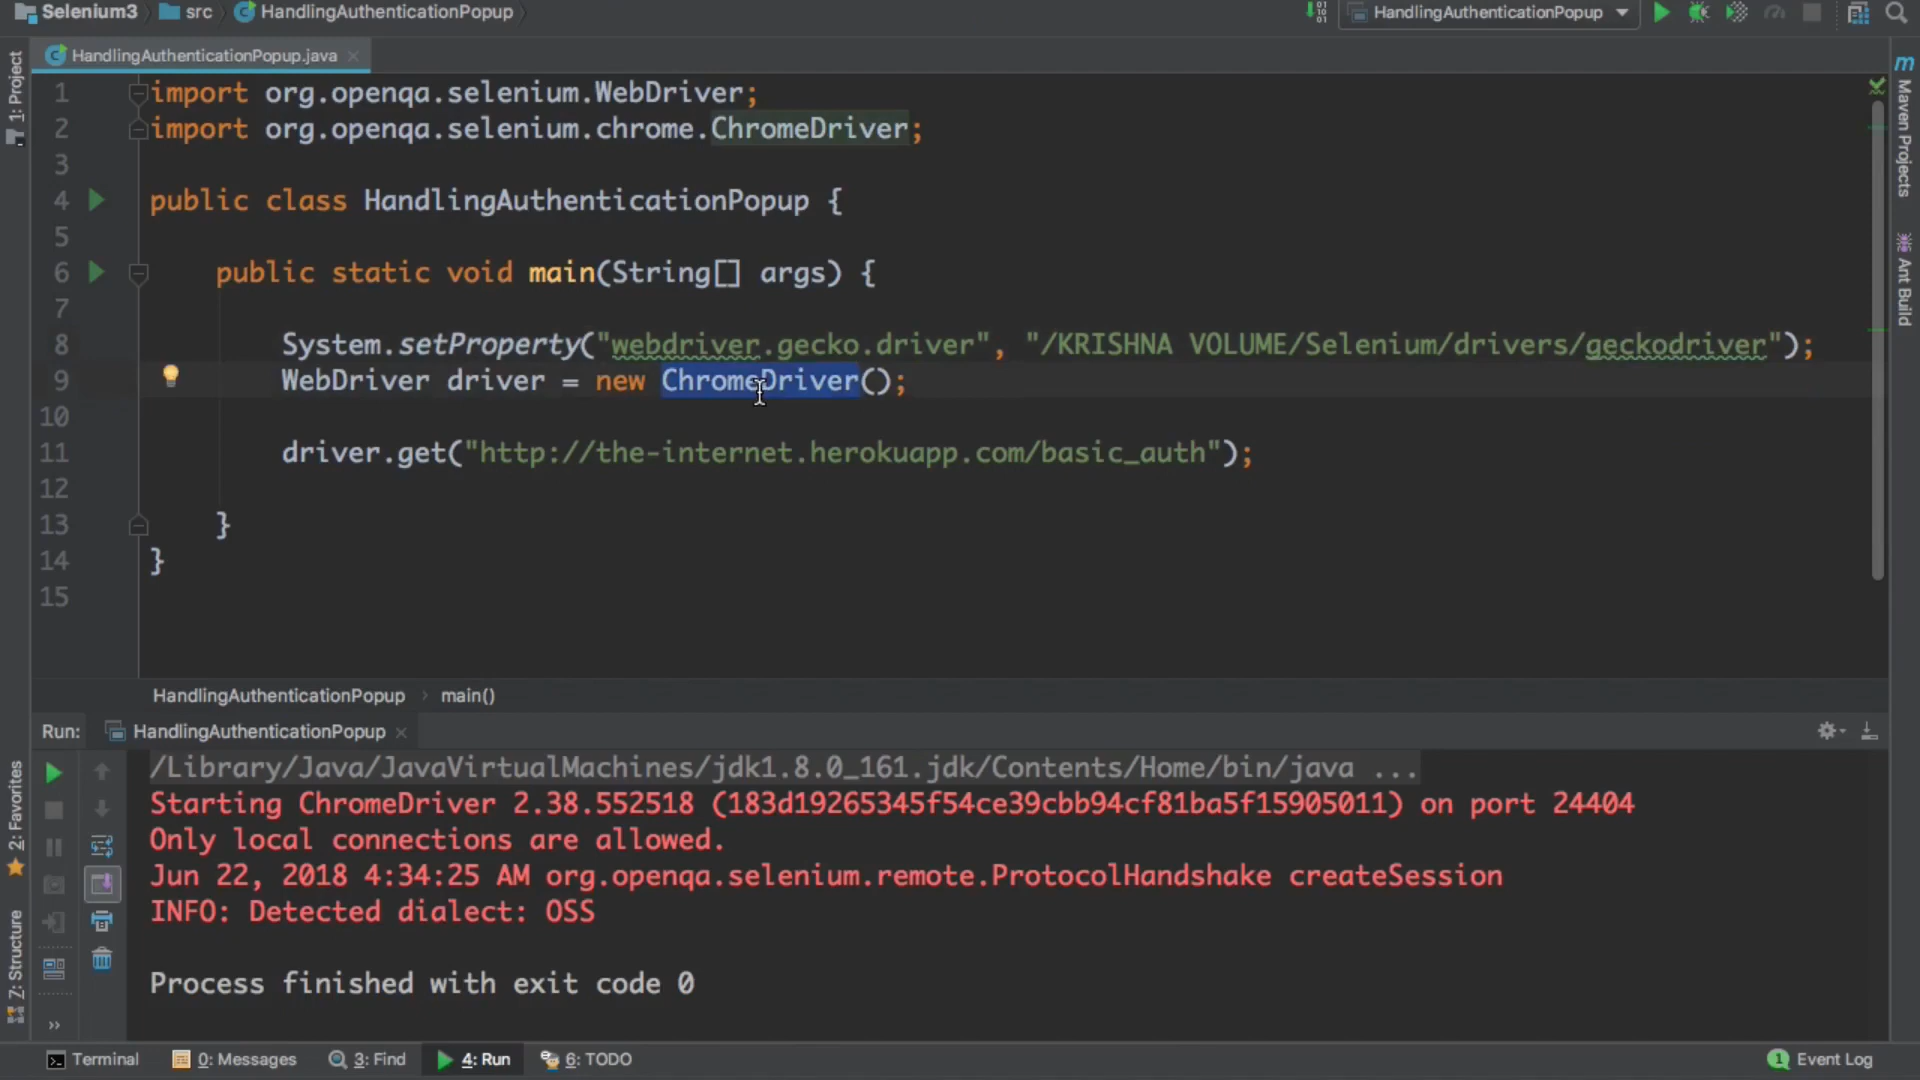 Selenium3 src HandlingAuthenticationPopup
HandlingAuthenticationPopup
HandlingAuthenticationPopup.java
1: Project
Maven Projects
Ant Build
1 import org.openqa.selenium.WebDriver;
2 import org.openqa.selenium.chrome.ChromeDriver;
3
4 public class HandlingAuthenticationPopup {
5
6 public static void main(String[] args) {
7
8 System.setProperty("webdriver.gecko.driver", "/KRISHNA VOLUME/Selenium/drivers/geckodriver");
9 WebDriver driver = new ChromeDriver();
10
11 driver.get("http://the-internet.herokuapp.com/basic_auth");
12
13 }
14 }
15
HandlingAuthenticationPopup main()
Run: HandlingAuthenticationPopup
2: Favorites
Z: Structure
/Library/Java/JavaVirtualMachines/jdk1.8.0_161.jdk/Contents/Home/bin/java ...
Starting ChromeDriver 2.38.552518 (183d19265345f54ce39cbb94cf81ba5f15905011) on port 24404
Only local connections are allowed.
Jun 22, 2018 4:34:25 AM org.openqa.selenium.remote.ProtocolHandshake createSession
INFO: Detected dialect: OSS
Process finished with exit code 0
Terminal 0: Messages 3: Find 4: Run 6: TODO 1 Event Log